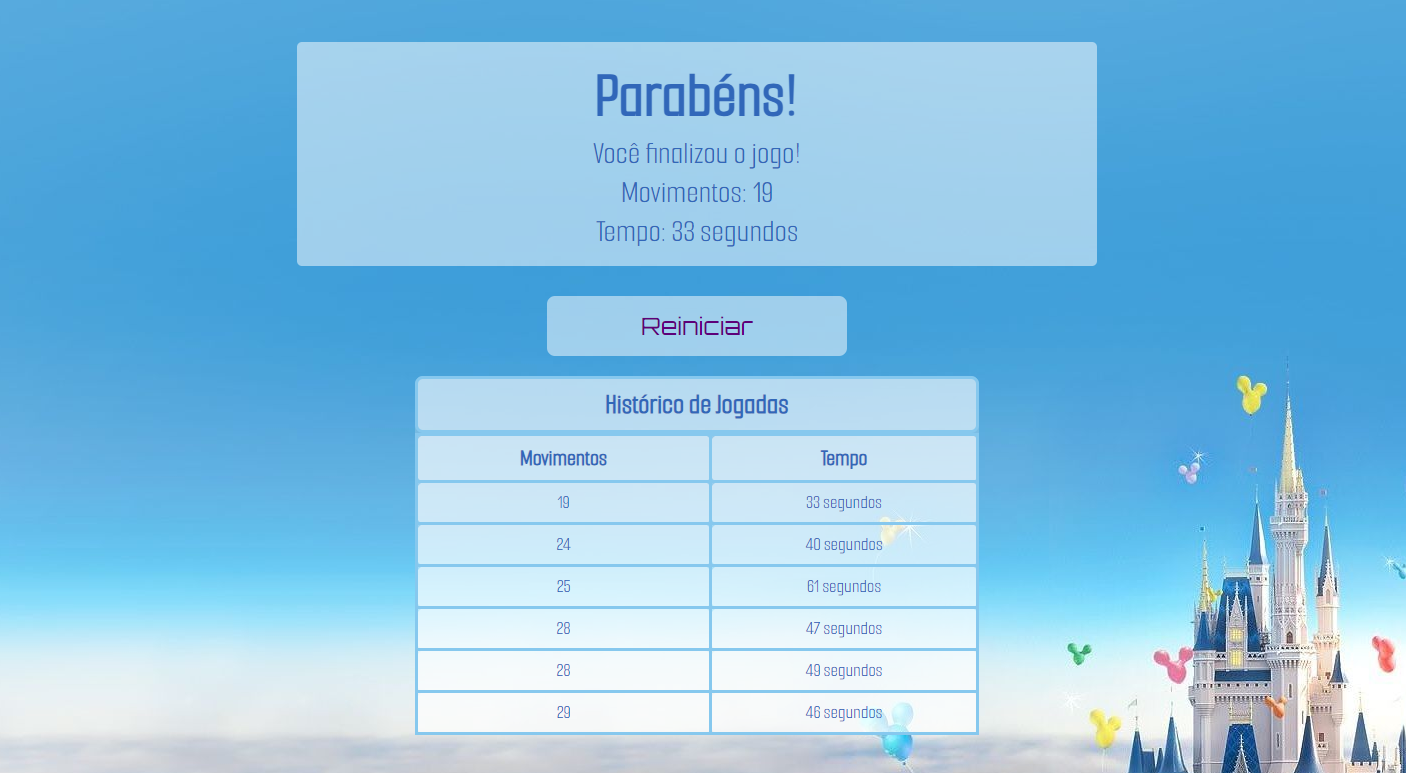 Parabéns!
Você finalizou o jogo!
Movimentos: 19
Tempo: 33 segundos
Reiniciar
Histórico de Jogadas
Movimentos Tempo
19 33 segundos
24 40 segundos
25 61 segundos
28 47 segundos
28 49 segundos
29 46 segundos